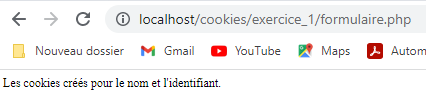 localhost/cookies/exercice_1/formulaire.php
Nouveau dossier Gmail YouTube Maps Autom
Les cookies créés pour le nom et l'identifiant.